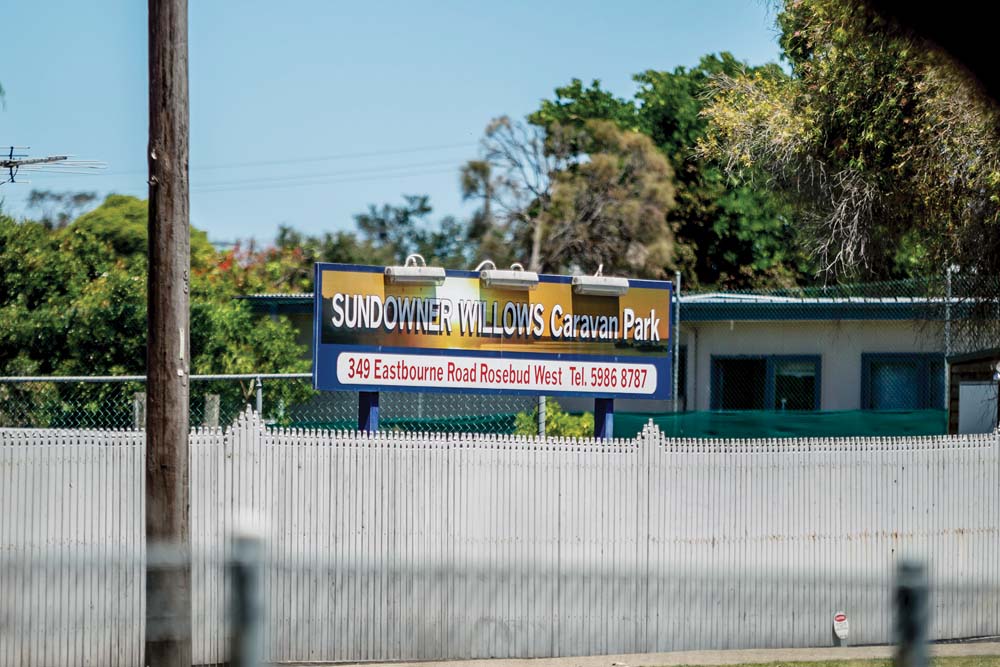 SUNDOWNER WILLOWS Caravan Park
349 Eastbourne Road Rosebud West Tel. 5986 8787